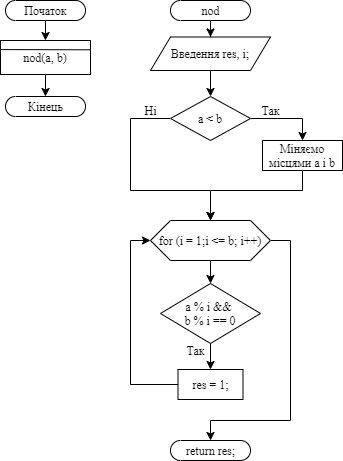 Початок
nod(a, b)
Кінець
nod
Введення res, i;
a < b
Ні
Так
Міняємо
місцями a і b
for (i = 1;i <= b; i++)
a % i &&
b % i == 0
Так
res = 1;
return res;